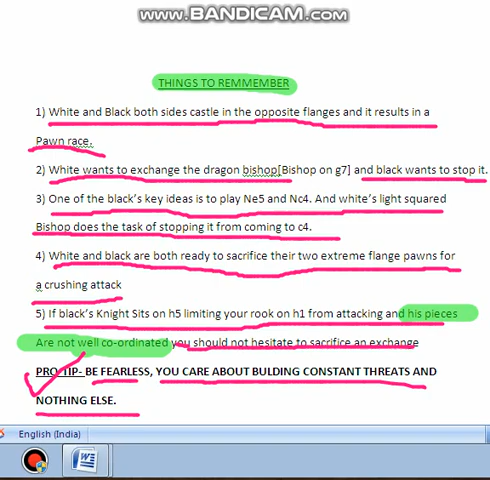 www.BANDICAM.com
THINGS TO REMMEMBER
1) White and Black both sides castle in the opposite flanges and it results in a
Pawn race.
2) White wants to exchange the dragon bishop[Bishop on g7] and black wants to stop it.
3) One of the black's key ideas is to play Ne5 and Nc4. And white's light squared
Bishop does the task of stopping it from coming to c4.
4) White and black are both ready to sacrifice their two extreme flange pawns for
a crushing attack
5) If black's Knight Sits on h5 limiting your rook on h1 from attacking and his pieces
Are not well co-ordinated you should not hesitate to sacrifice an exchange
PRO TIP- BE FEARLESS, YOU CARE ABOUT BULDING CONSTANT THREATS AND
NOTHING ELSE.
English (India)